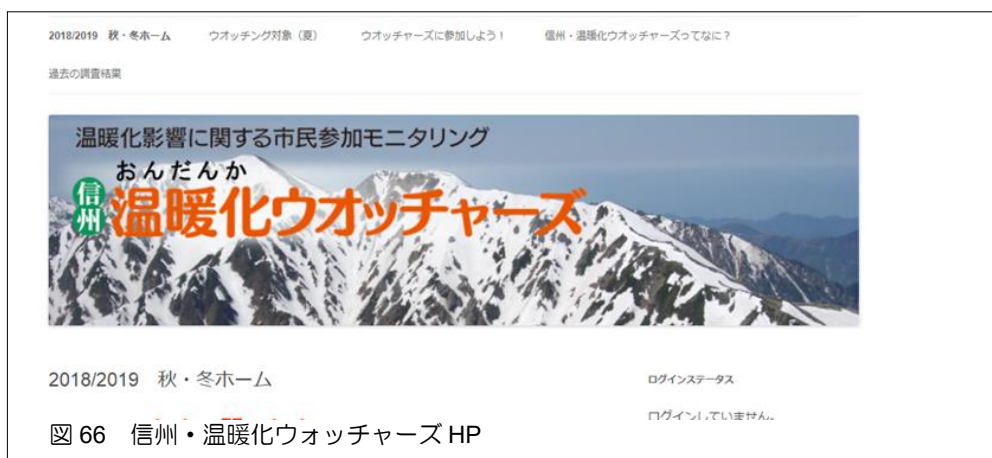 2018/2019 秋・冬ホーム ウオッチング対象（夏） ウオッチャーズに参加しよう！ 信州・温暖化ウオッチャーズってなに？
過去の調査結果
温暖化影響に関する市民参加モニタリング
おんだんか
信州 温暖化ウオッチャーズ
2018/2019 秋・冬ホーム
ログインステータス
ログインしていません。
図 66 信州・温暖化ウォッチャーズ HP